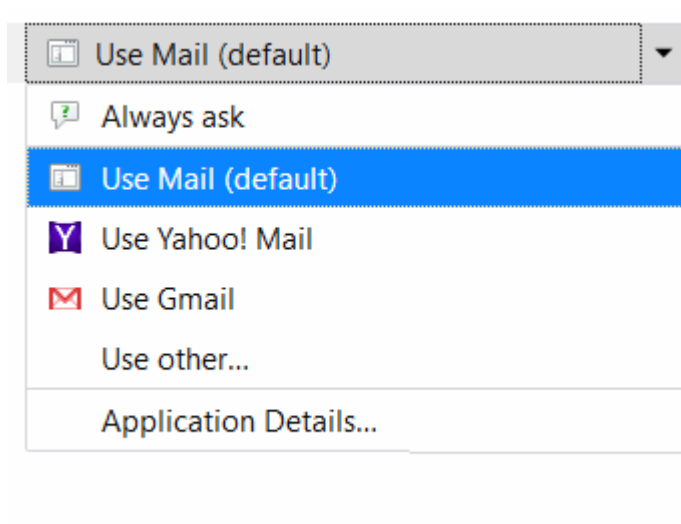 Use Mail (default)
Always ask
Use Mail (default)
Use Yahoo! Mail
Use Gmail
Use other...
Application Details...